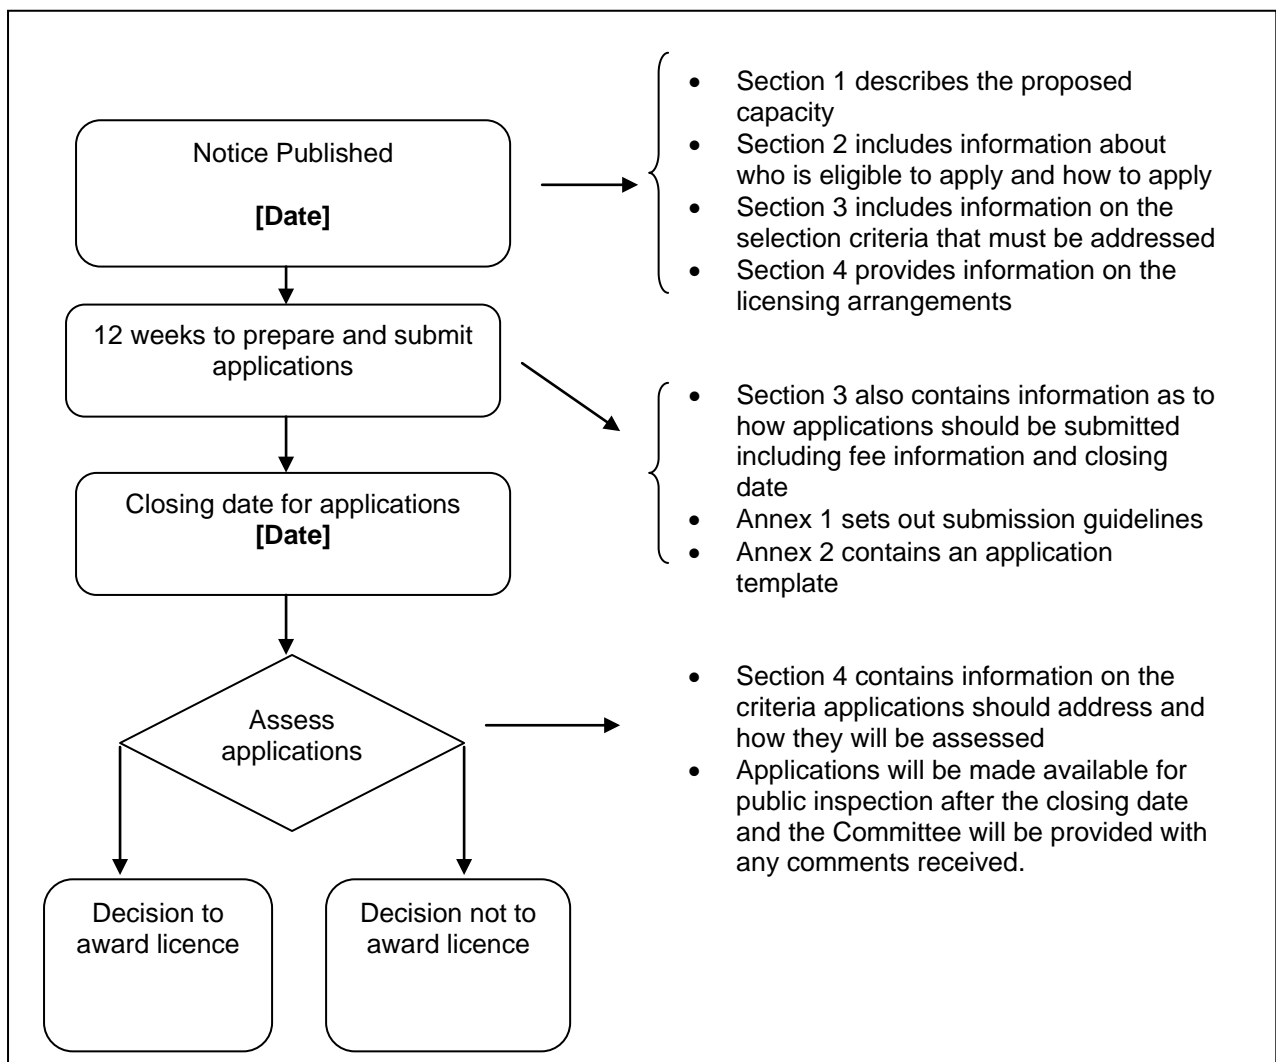 Notice Published
[Date]
• Section 1 describes the proposed
capacity
• Section 2 includes information about
who is eligible to apply and how to apply
• Section 3 includes information on the
selection criteria that must be addressed
• Section 4 provides information on the
licensing arrangements
12 weeks to prepare and submit
applications
• Section 3 also contains information as to
how applications should be submitted
including fee information and closing
date
• Annex 1 sets out submission guidelines
• Annex 2 contains an application
template
Closing date for applications
[Date]
Assess
applications
• Section 4 contains information on the
criteria applications should address and
how they will be assessed
• Applications will be made available for
public inspection after the closing date
and the Committee will be provided with
any comments received.
Decision to
award licence
Decision not to
award licence